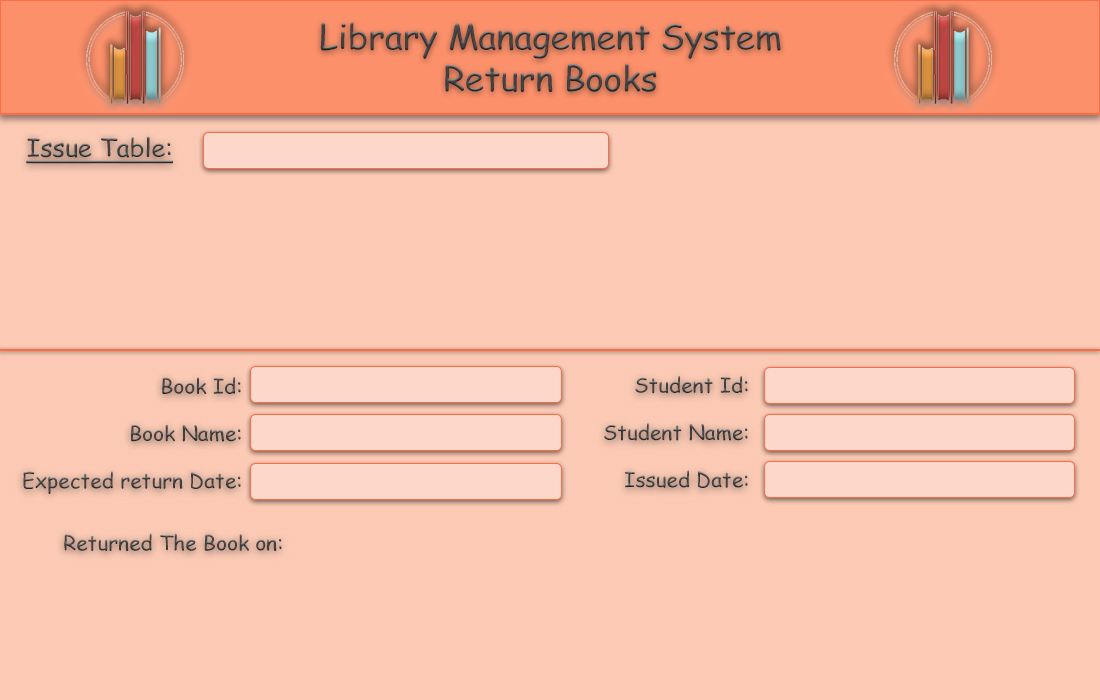 Library Management System
Return Books
Issue Table:
Book Id:
Student Id:
Book Name:
Student Name:
Expected return Date:
Issued Date:
Returned The Book on: